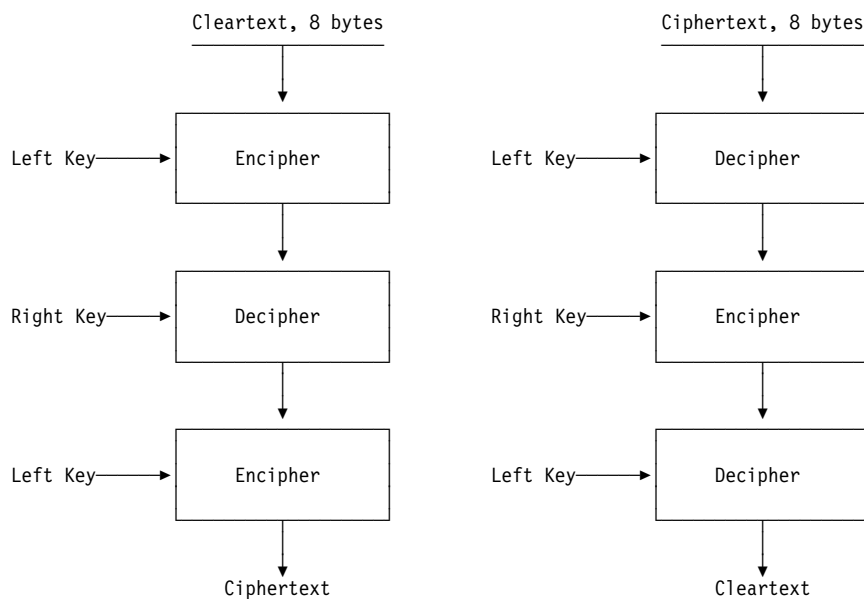 Cleartext, 8 bytes
Left Key
Encipher
Right Key
Decipher
Left Key
Encipher
Ciphertext
Ciphertext, 8 bytes
Left Key
Decipher
Right Key
Encipher
Left Key
Decipher
Cleartext